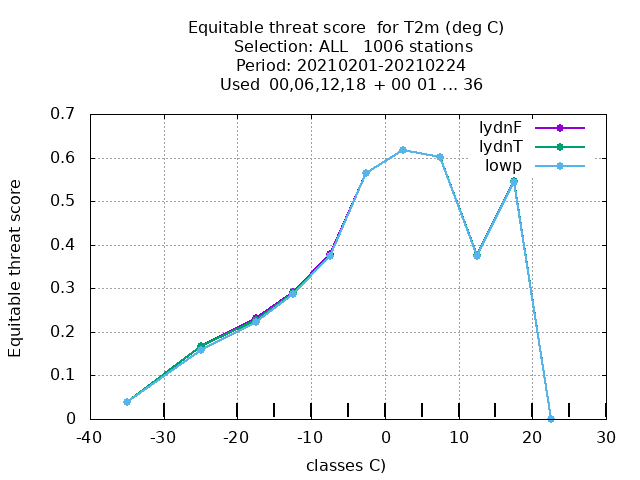 Equitable threat score  for T2m (deg C)
Selection: ALL   1006 stations
Period: 20210201-20210224
Used 00,06,12,18 + 00 01 ... 36
lydnF
lydnT
lowp
Equitable threat score
0.7
0.6
0.5
0.4
0.3
0.2
0.1
0
-40 -30 -20 -10 0 10 20 30
classes C)